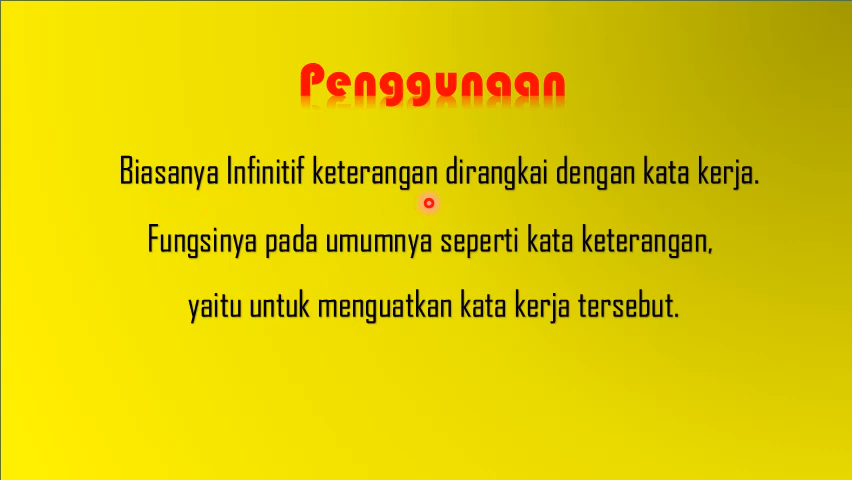 Penggunaan
Biasanya Infinitif keterangan dirangkai dengan kata kerja.
Fungsinya pada umumnya seperti kata keterangan,
yaitu untuk menguatkan kata kerja tersebut.